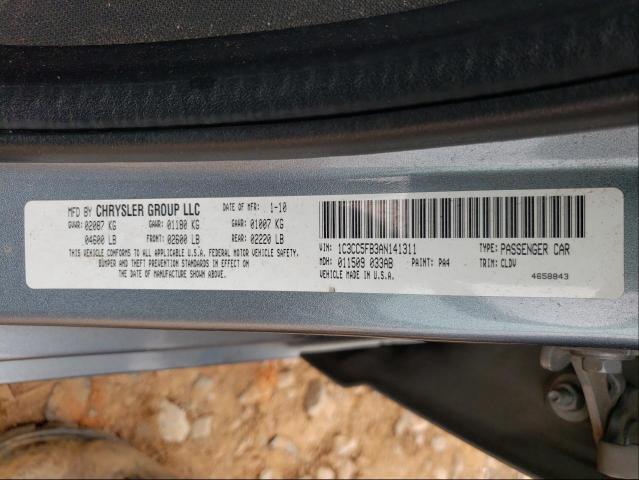 MFD BY CHRYSLER GROUP LLC DATE OF MFR: 1-10
GVWR: 02087 KG GAWR: 01180 KG GAWR: 01007 KG
04600 LB FRONT: 02600 LB REAR: 02220 LB
THIS VEHICLE CONFORMS TO ALL APPLICABLE U.S.A. FEDERAL MOTOR VEHICLE SAFETY,
BUMPER AND THEFT PREVENTION STANDARDS IN EFFECT ON
THE DATE OF MANUFACTURE SHOWN ABOVE.
VIN: 1C3CC5FB3AN141311 TYPE: PASSENGER CAR
MDH: 011509 033AB PAINT: PA4 TRIM: CLDV
VEHICLE MADE IN U.S.A. 4658843